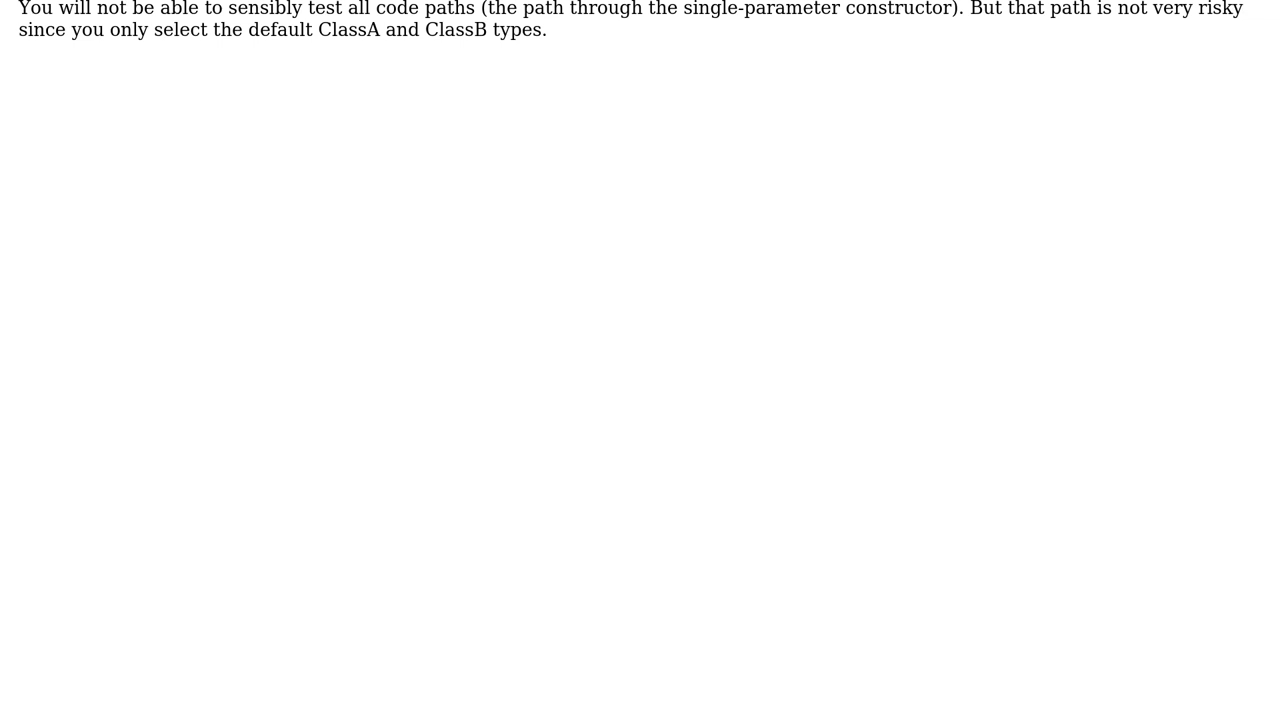 You will not be able to sensibly test all code paths (the path through the single-parameter constructor). But that path is not very risky
since you only select the default ClassA and ClassB types.